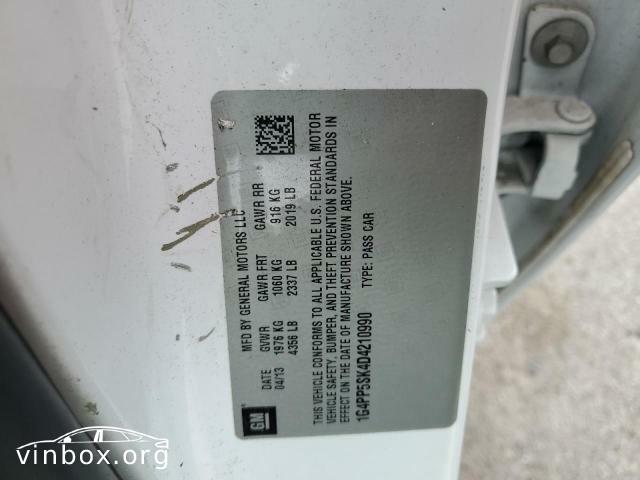 MFD BY GENERAL MOTORS LLC
DATE GVWR GAWR FRT GAWR RR
04/13 1976 KG 1060 KG 916 KG
4356 LB 2337 LB 2019 LB
THIS VEHICLE CONFORMS TO ALL APPLICABLE U.S. FEDERAL MOTOR
VEHICLE SAFETY, BUMPER, AND THEFT PREVENTION STANDARDS IN
EFFECT ON THE DATE OF MANUFACTURE SHOWN ABOVE.
1G4PP5SK4D4210990 TYPE: PASS CAR
GM
vinbox.org